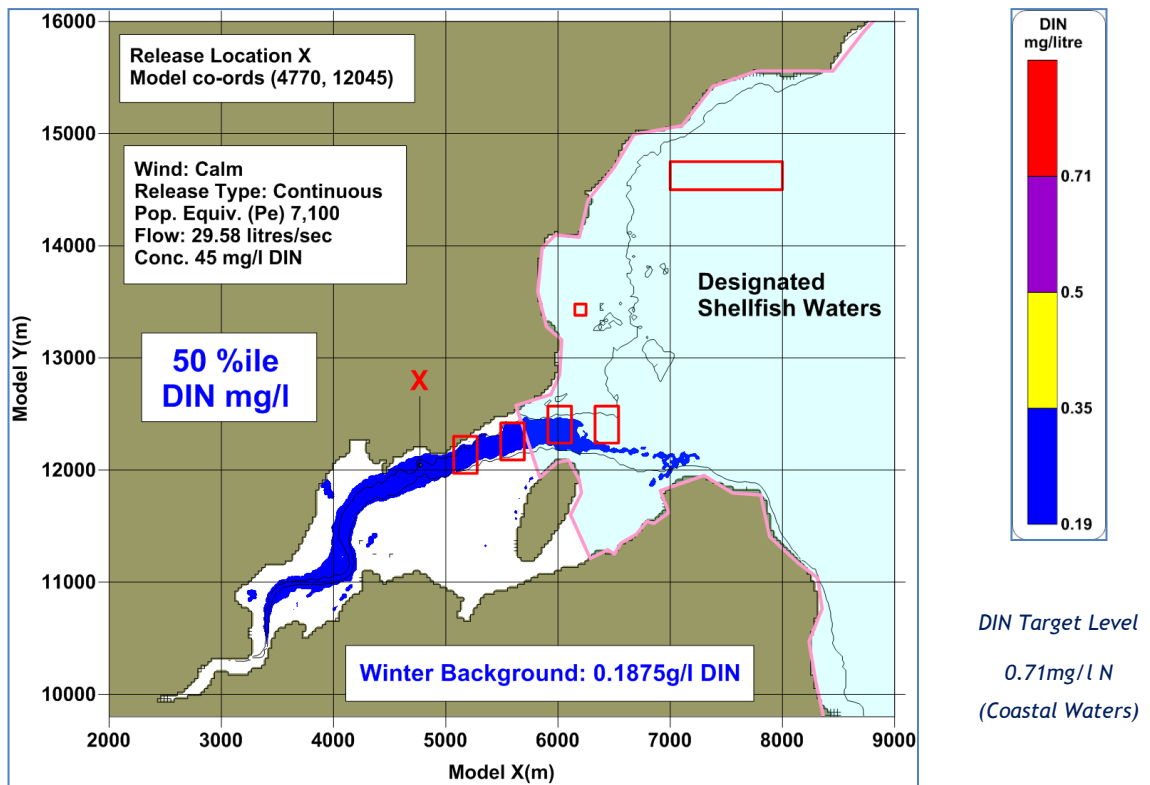 16000
15000
14000
13000
12000
11000
10000
Model Y(m)
Release Location X
Model co-ords (4770, 12045)
Wind: Calm
Release Type: Continuous
Pop. Equiv. (Pe) 7,100
Flow: 29.58 litres/sec
Conc. 45 mg/l DIN
50 %ile
DIN mg/l
X
Designated
Shellfish Waters
Winter Background: 0.1875g/l DIN
2000 3000 4000 5000 6000 7000 8000 9000
Model X(m)
DIN
mg/litre
0.71
0.5
0.35
0.19
DIN Target Level
0.71mg/l N
(Coastal Waters)